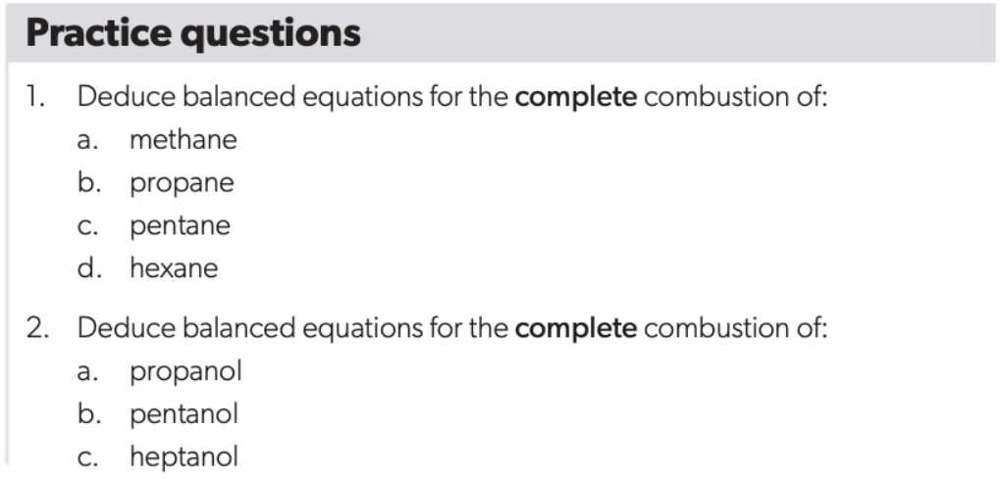 Practice questions
1. Deduce balanced equations for the complete combustion of:
a. methane
b. propane
c. pentane
d. hexane
2. Deduce balanced equations for the complete combustion of:
a. propanol
b. pentanol
c. heptanol